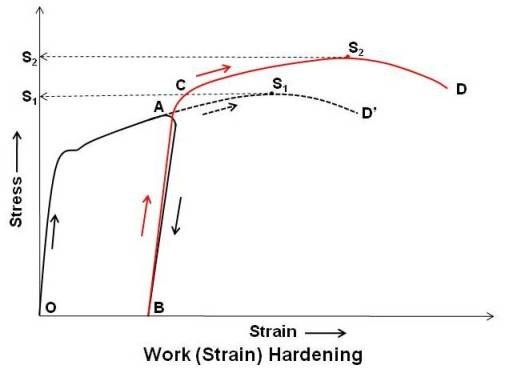 S2
S2
C
D
S1
S1
A
D'
Stress
O
B
Strain
Work (Strain) Hardening